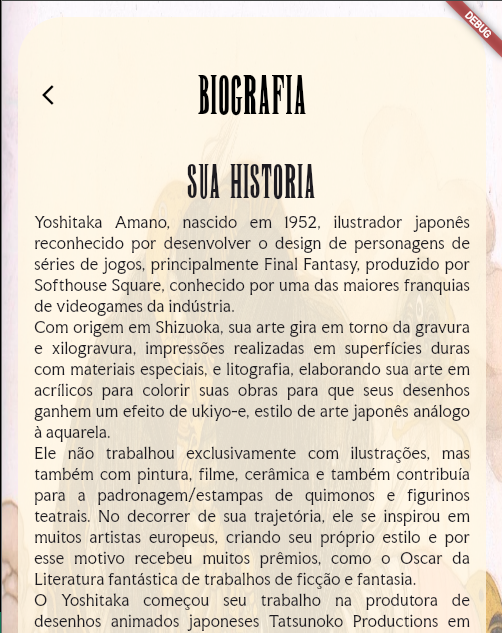 DEBUG
BIOGRAFIA
SUA HISTORIA
Yoshitaka Amano, nascido em 1952, ilustrador japonês
reconhecido por desenvolver o design de personagens de
séries de jogos, principalmente Final Fantasy, produzido por
Softhouse Square, conhecido por uma das maiores franquias
de videogames da indústria.
Com origem em Shizuoka, sua arte gira em torno da gravura
e xilogravura, impressões realizadas em superfícies duras
com materiais especiais, e litografia, elaborando sua arte em
acrílicos para colorir suas obras para que seus desenhos
ganhem um efeito de ukiyo-e, estilo de arte japonês análogo
à aquarela.
Ele não trabalhou exclusivamente com ilustrações, mas
também com pintura, filme, cerâmica e também contribuía
para a padronagem/estampas de quimonos e figurinos
teatrais. No decorrer de sua trajetória, ele se inspirou em
muitos artistas europeus, criando seu próprio estilo e por
esse motivo recebeu muitos prêmios, como o Oscar da
Literatura fantástica de trabalhos de ficção e fantasia.
O Yoshitaka começou seu trabalho na produtora de
desenhos animados japoneses Tatsunoko Productions em